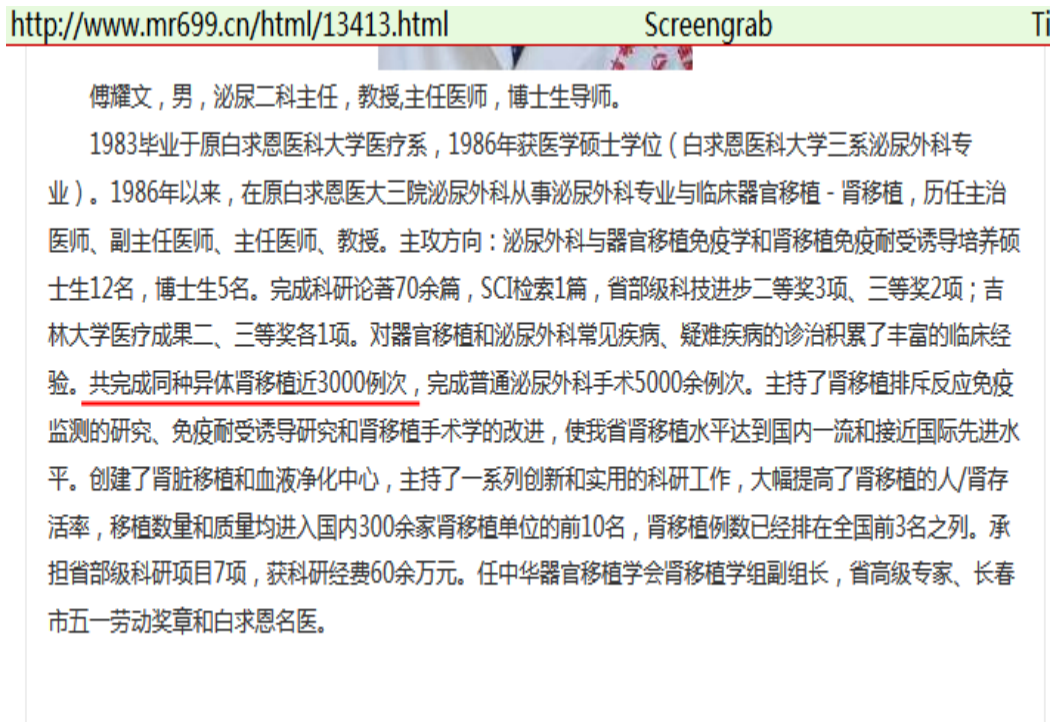 http://www.mr699.cn/html/13413.html Screengrab Ti
傅耀文，男，泌尿二科主任，教授,主任医师，博士生导师。
1983毕业于原白求恩医科大学医疗系，1986年获医学硕士学位（白求恩医科大学三系泌尿外科专
业）。1986年以来，在原白求恩医大三院泌尿外科从事泌尿外科专业与临床器官移植－肾移植，历任主治
医师、副主任医师、主任医师、教授。主攻方向：泌尿外科与器官移植免疫学和肾移植免疫耐受诱导培养硕
士生12名，博士生5名。完成科研论著70余篇，SCI检索1篇，省部级科技进步二等奖3项、三等奖2项；吉
林大学医疗成果二、三等奖各1项。对器官移植和泌尿外科常见疾病、疑难疾病的诊治积累了丰富的临床经
验。共完成同种异体肾移植近3000例次，完成普通泌尿外科手术5000余例次。主持了肾移植排斥反应免疫
监测的研究、免疫耐受诱导研究和肾移植手术学的改进，使我省肾移植水平达到国内一流和接近国际先进水
平。创建了肾脏移植和血液净化中心，主持了一系列创新和实用的科研工作，大幅提高了肾移植的人/肾存
活率，移植数量和质量均进入国内300余家肾移植单位的前10名，肾移植例数已经排在全国前3名之列。承
担省部级科研项目7项，获科研经费60余万元。任中华器官移植学会肾移植学组副组长，省高级专家、长春
市五一劳动奖章和白求恩名医。